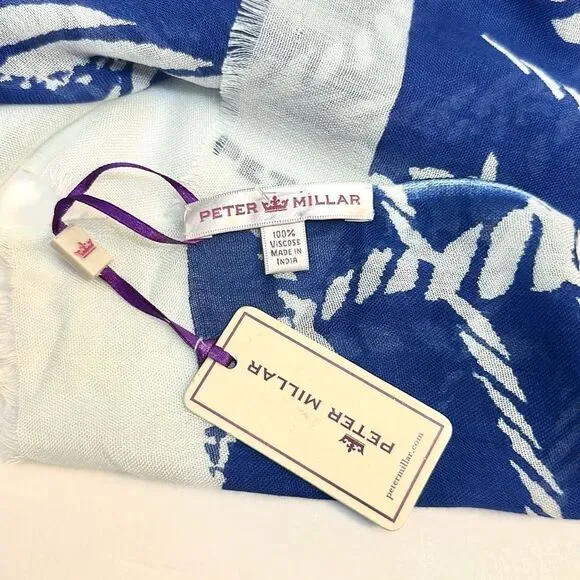 PETER MILLAR
100%
VISCOSE
MADE IN
INDIA
PETER MILLAR
petermillar.com